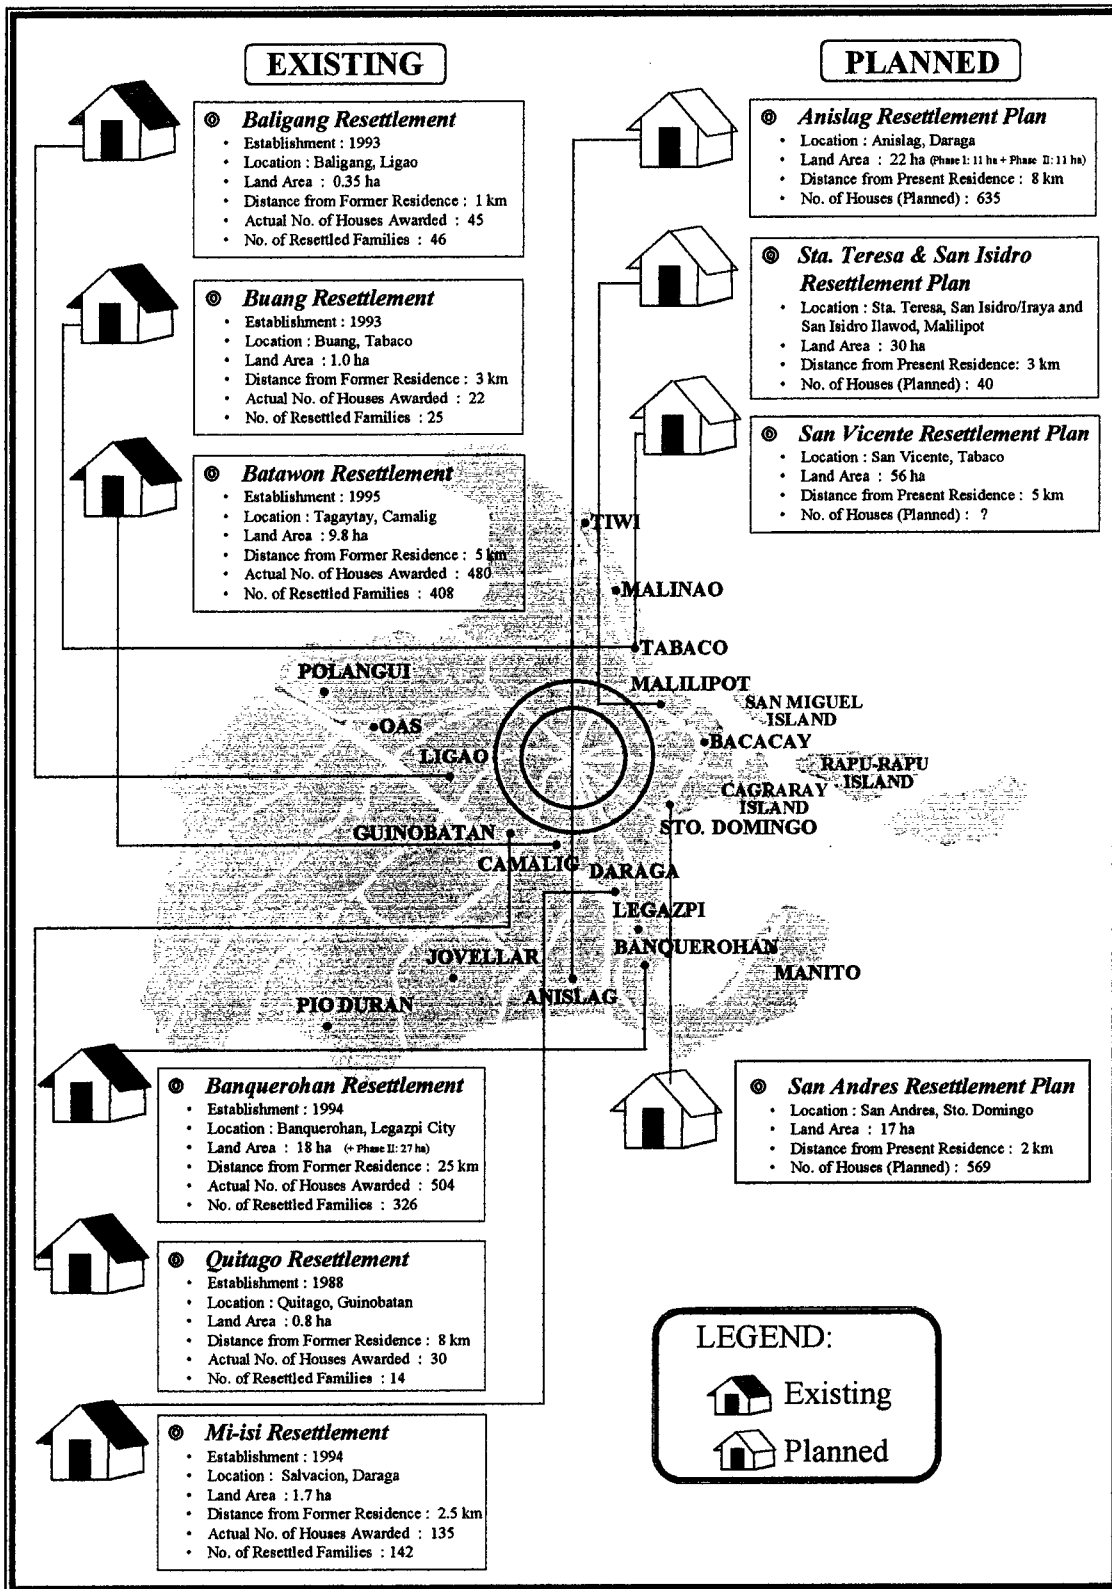 EXISTING
Baligang Resettlement
• Establishment : 1993
• Location : Baligang, Ligao
• Land Area : 0.35 ha
• Distance from Former Residence : 1 km
• Actual No. of Houses Awarded : 45
• No. of Resettled Families : 46
Buang Resettlement
• Establishment : 1993
• Location : Buang, Tabaco
• Land Area : 1.0 ha
• Distance from Former Residence : 3 km
• Actual No. of Houses Awarded : 22
• No. of Resettled Families : 25
Batawon Resettlement
• Establishment : 1995
• Location : Tagaytay, Camalig
• Land Area : 9.8 ha
• Distance from Former Residence : 5 km
• Actual No. of Houses Awarded : 480
• No. of Resettled Families : 408
PLANNED
Anislag Resettlement Plan
• Location : Anislag, Daraga
• Land Area : 22 ha (Phase I: 11 ha + Phase II: 11 ha)
• Distance from Present Residence : 8 km
• No. of Houses (Planned) : 635
Sta. Teresa & San Isidro
Resettlement Plan
• Location : Sta. Teresa, San Isidro/Iraya and
San Isidro Ilawod, Malilipot
• Land Area : 30 ha
• Distance from Present Residence: 3 km
• No. of Houses (Planned) : 40
San Vicente Resettlement Plan
• Location : San Vicente, Tabaco
• Land Area : 56 ha
• Distance from Present Residence : 5 km
• No. of Houses (Planned) : ?
TIWI
MALINAO
TABACO
POLANGUI
MALILIPOT
SAN MIGUEL
ISLAND
OAS
BACACAY
LIGAO
RAPU-RAPU
ISLAND
CAGRARAY
ISLAND
STO. DOMINGO
GUINOBATAN
CAMALIG
DARAGA
LEGAZPI
BANQUEROHAN
JOVELLAR
MANITO
ANISLAG
PIO DURAN
Banquerohan Resettlement
• Establishment : 1994
• Location : Banquerohan, Legazpi City
• Land Area : 18 ha (+ Phase II: 27 ha)
• Distance from Former Residence : 25 km
• Actual No. of Houses Awarded : 504
• No. of Resettled Families : 326
Quitago Resettlement
• Establishment : 1988
• Location : Quitago, Guinobatan
• Land Area : 0.8 ha
• Distance from Former Residence : 8 km
• Actual No. of Houses Awarded : 30
• No. of Resettled Families : 14
Mi-isi Resettlement
• Establishment : 1994
• Location : Salvacion, Daraga
• Land Area : 1.7 ha
• Distance from Former Residence : 2.5 km
• Actual No. of Houses Awarded : 135
• No. of Resettled Families : 142
San Andres Resettlement Plan
• Location : San Andres, Sto. Domingo
• Land Area : 17 ha
• Distance from Present Residence : 2 km
• No. of Houses (Planned) : 569
LEGEND:
Existing
Planned